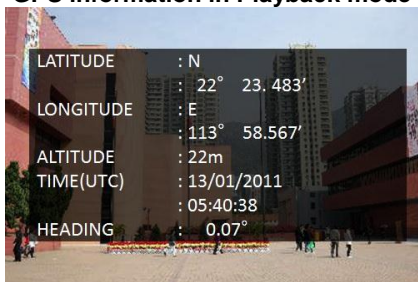 GPS Information in Playback mode
LATITUDE : N
: 22° 23.483′
LONGITUDE : E
: 113° 58.567′
ALTITUDE : 22m
TIME(UTC) : 13/01/2011
: 05:40:38
HEADING : 0.07°